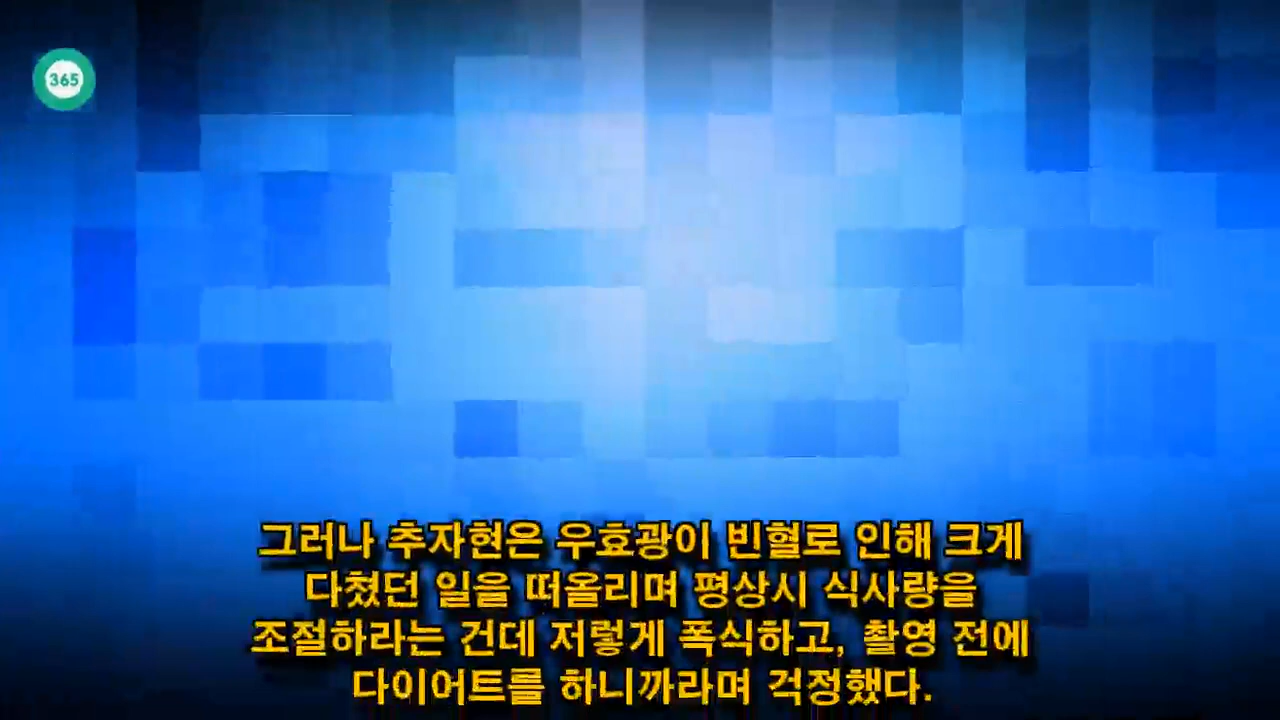 365
그러나 추자현은 우효광이 빈혈로 인해 크게
다쳤던 일을 떠올리며 평상시 식사량을
조절하라는 건데 저렇게 폭식하고, 촬영 전에
다이어트를 하니까라며 걱정했다.